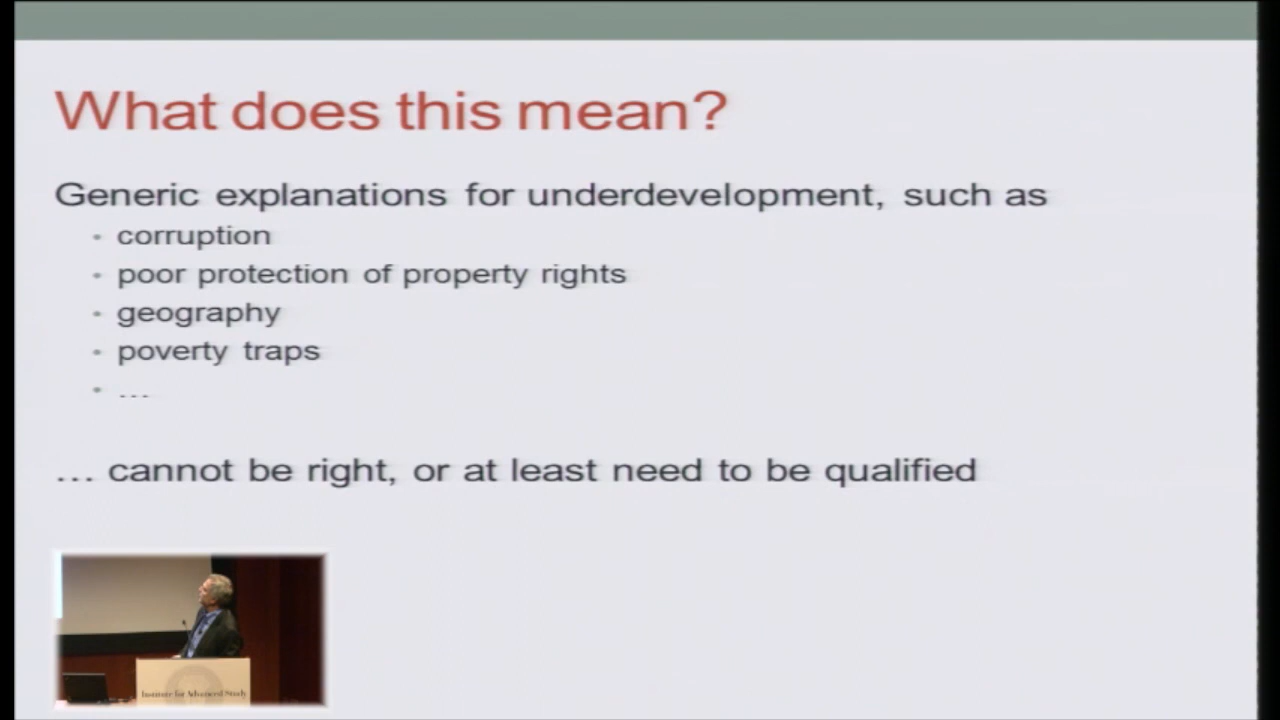 What does this mean?
Generic explanations for underdevelopment, such as
• corruption
• poor protection of property rights
• geography
• poverty traps
• …
… cannot be right, or at least need to be qualified
Institute for Advanced Study